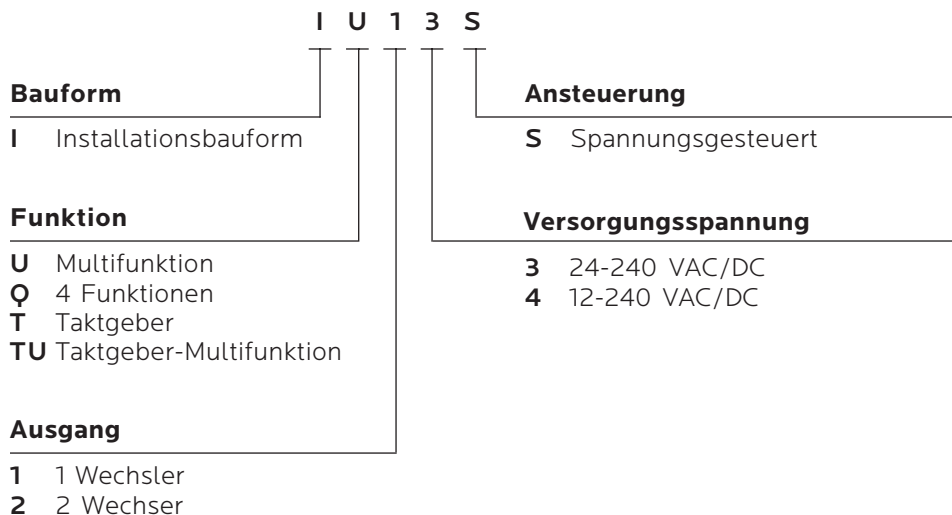 I U 1 3 S
Bauform
I Installationsbauform
Funktion
U Multifunktion
Q 4 Funktionen
T Taktgeber
TU Taktgeber-Multifunktion
Ausgang
1 1 Wechsler
2 2 Wechser
Ansteuerung
S Spannungsgesteuert
Versorgungsspannung
3 24-240 VAC/DC
4 12-240 VAC/DC